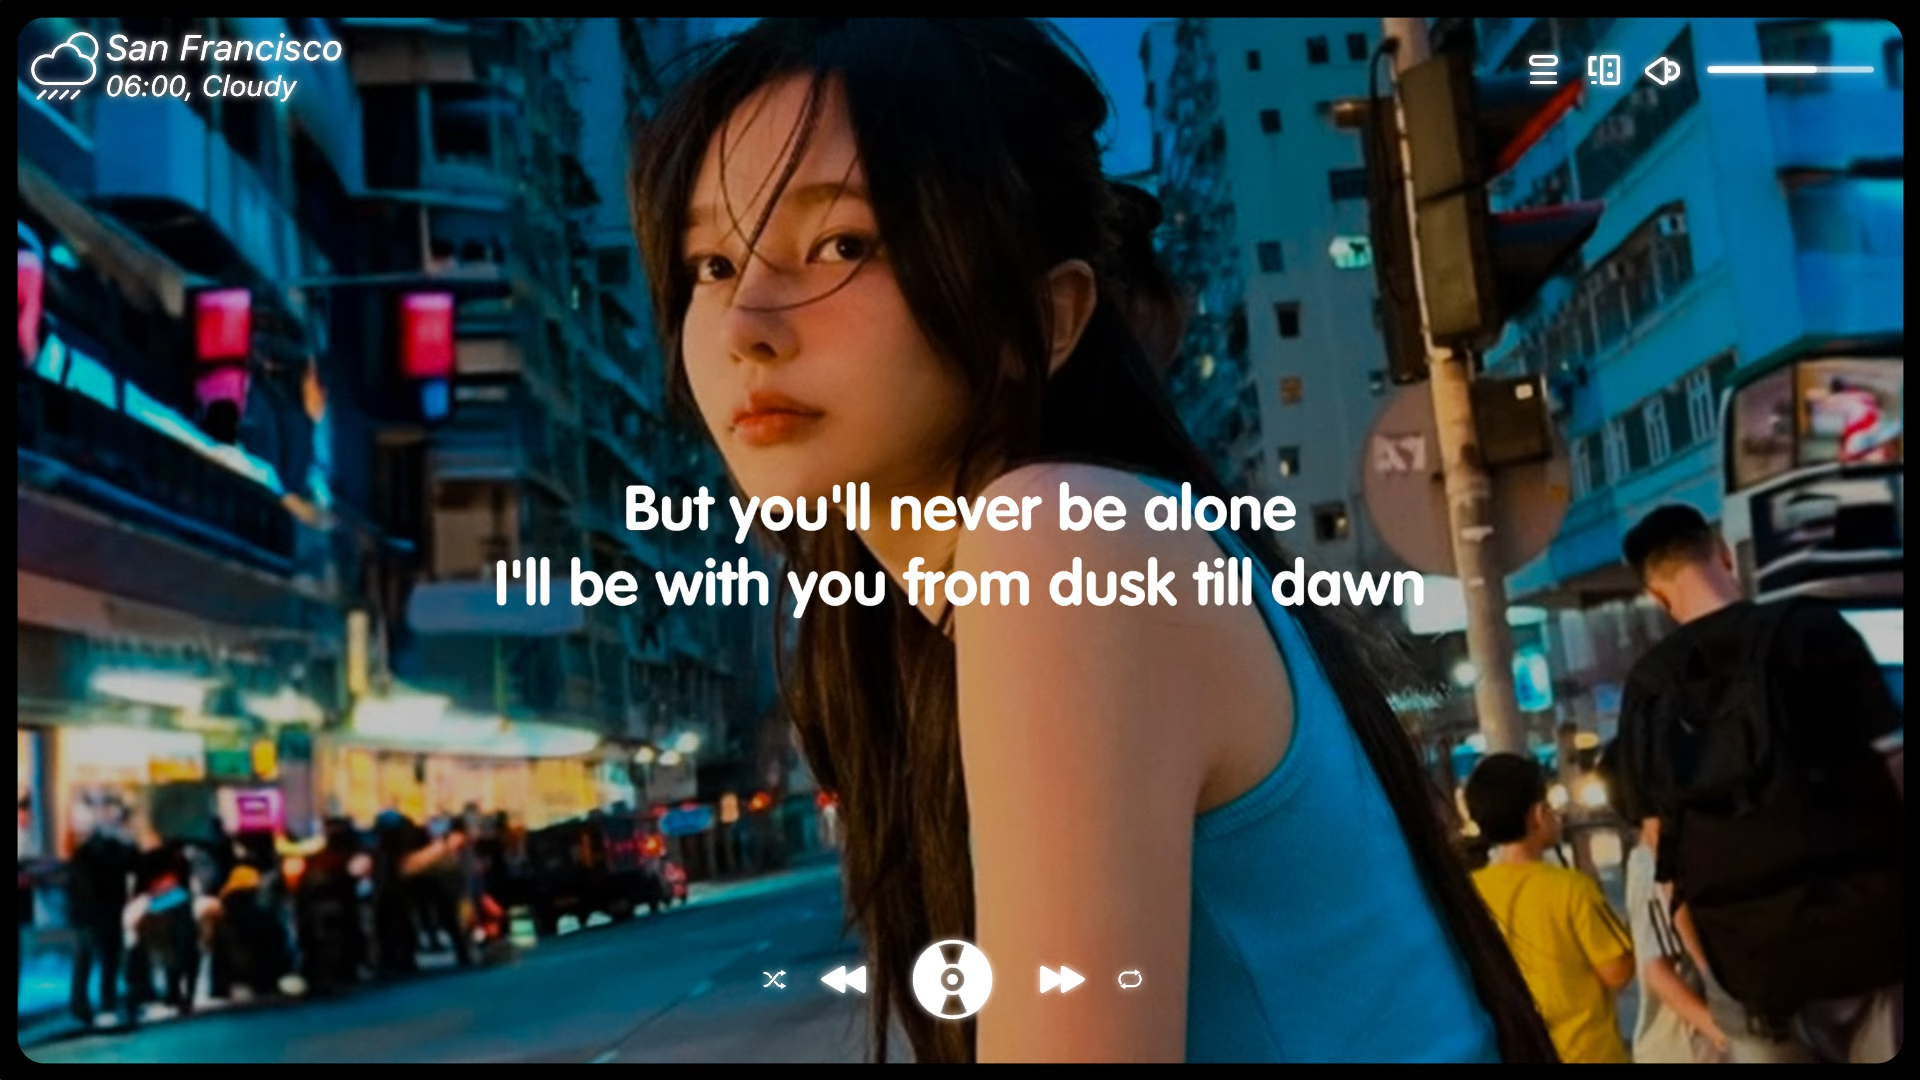 San Francisco
06:00, Cloudy
But you'll never be alone
I'll be with you from dusk till dawn